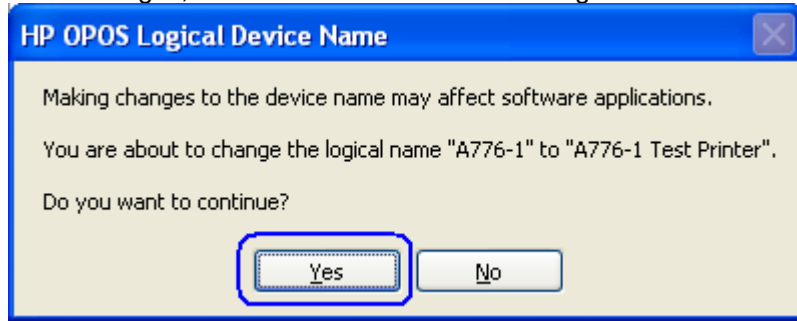 HP OPOS Logical Device Name
Making changes to the device name may affect software applications.
You are about to change the logical name "A776-1" to "A776-1 Test Printer".
Do you want to continue?
Yes No